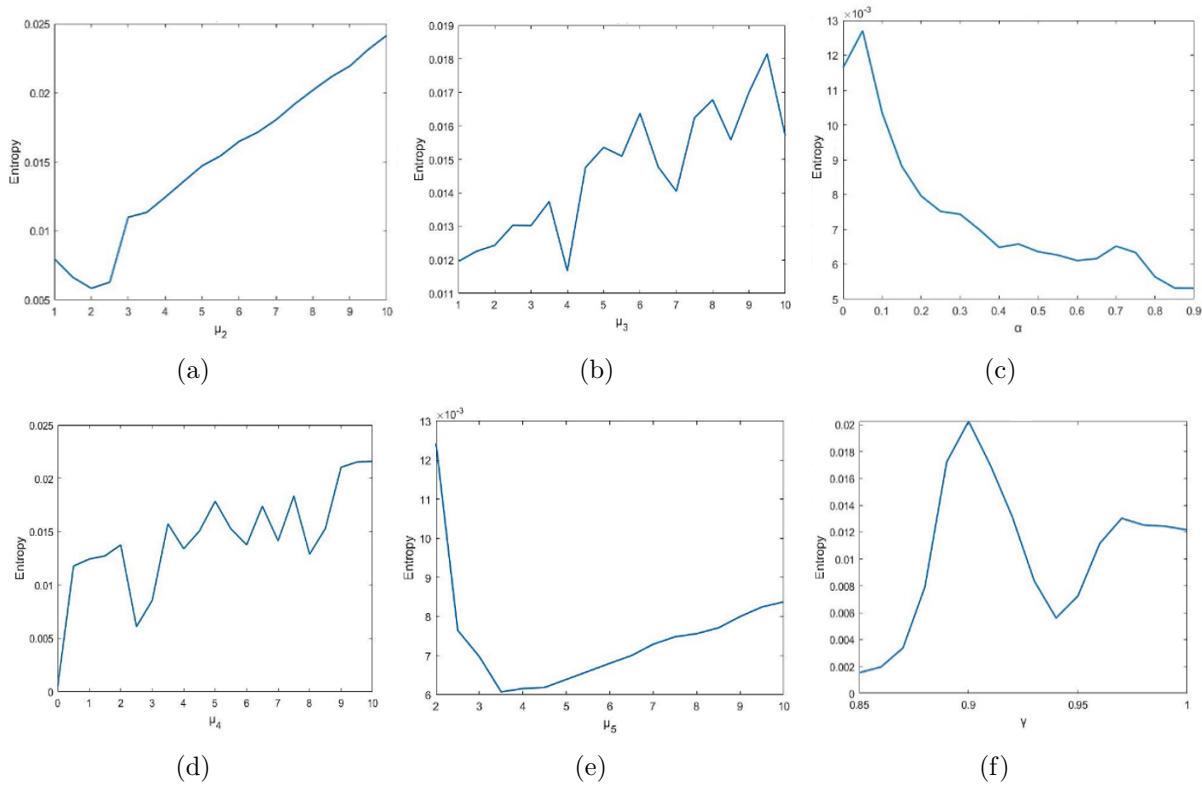 0.025
0.02
0.015
0.01
0.005
Entropy
1 2 3 4 5 6 7 8 9 10
μ2
(a)
0.019
0.018
0.017
0.016
0.015
0.014
0.013
0.012
0.011
Entropy
1 2 3 4 5 6 7 8 9 10
μ3
(b)
×10-3
13
12
11
10
9
8
7
6
5
Entropy
0 0.1 0.2 0.3 0.4 0.5 0.6 0.7 0.8 0.9
α
(c)
0.025
0.02
0.015
0.01
0.005
0
Entropy
0 1 2 3 4 5 6 7 8 9 10
μ4
(d)
×10-3
13
12
11
10
9
8
7
6
Entropy
2 3 4 5 6 7 8 9 10
μ5
(e)
0.02
0.018
0.016
0.014
0.012
0.01
0.008
0.006
0.004
0.002
0
Entropy
0.85 0.9 0.95 1
γ
(f)